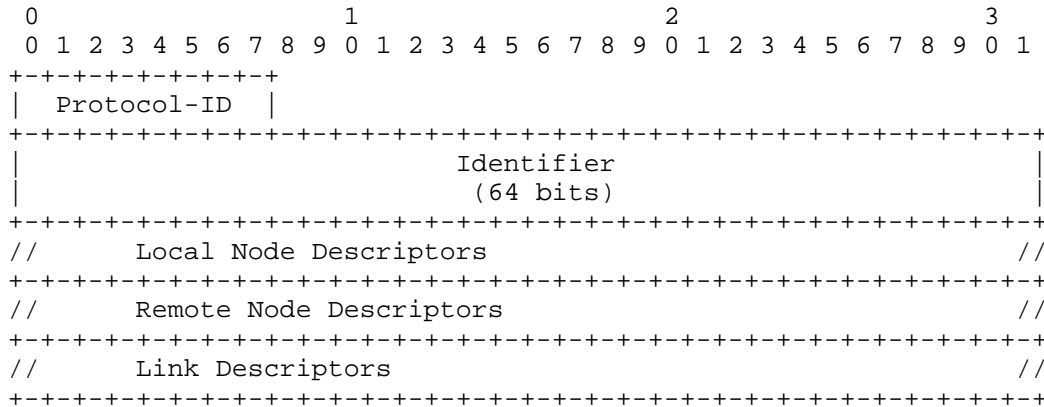 0                   1                   2                   3
 0 1 2 3 4 5 6 7 8 9 0 1 2 3 4 5 6 7 8 9 0 1 2 3 4 5 6 7 8 9 0 1
+-+-+-+-+-+-+-+-+
|  Protocol-ID  |
+-+-+-+-+-+-+-+-+-+-+-+-+-+-+-+-+-+-+-+-+-+-+-+-+-+-+-+-+-+-+-+-+
|                           Identifier                          |
|                            (64 bits)                          |
+-+-+-+-+-+-+-+-+-+-+-+-+-+-+-+-+-+-+-+-+-+-+-+-+-+-+-+-+-+-+-+-+
//      Local Node Descriptors                                 //
+-+-+-+-+-+-+-+-+-+-+-+-+-+-+-+-+-+-+-+-+-+-+-+-+-+-+-+-+-+-+-+-+
//      Remote Node Descriptors                                //
+-+-+-+-+-+-+-+-+-+-+-+-+-+-+-+-+-+-+-+-+-+-+-+-+-+-+-+-+-+-+-+-+
//      Link Descriptors                                       //
+-+-+-+-+-+-+-+-+-+-+-+-+-+-+-+-+-+-+-+-+-+-+-+-+-+-+-+-+-+-+-+-+